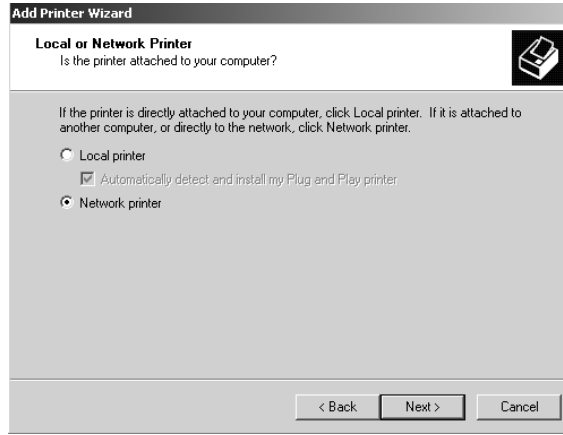 Add Printer Wizard
Local or Network Printer
Is the printer attached to your computer?
If the printer is directly attached to your computer, click Local printer. If it is attached to
another computer, or directly to the network, click Network printer.
Local printer
Automatically detect and install my Plug and Play printer
Network printer
< Back
Next >
Cancel